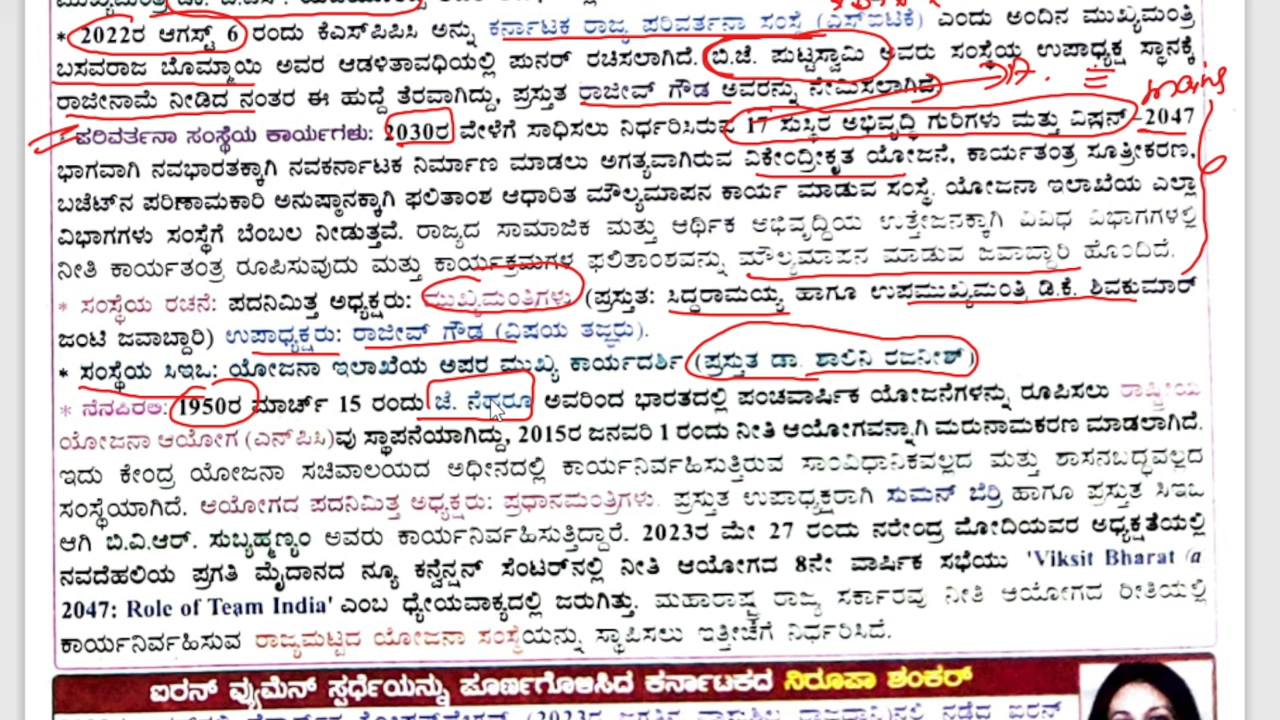 * 2022ರ ಆಗಸ್ಟ್ 6 ರಂದು ಕೆಎಸ್‌ಪಿಪಿಸಿ ಅನ್ನು ಕರ್ನಾಟಕ ರಾಜ್ಯ ಪರಿವರ್ತನಾ ಸಂಸ್ಥೆ (ಎಸ್‌ಐಟಿಕೆ) ಎಂದು ಅಂದಿನ ಮುಖ್ಯಮಂತ್ರಿ
ಬಸವರಾಜ ಬೊಮ್ಮಾಯಿ ಅವರ ಆಡಳಿತಾವಧಿಯಲ್ಲಿ ಪುನರ್ ರಚಿಸಲಾಗಿದೆ. ಬಿ.ಜೆ. ಪುಟ್ಟಸ್ವಾಮಿ ಅವರು ಸಂಸ್ಥೆಯ ಉಪಾಧ್ಯಕ್ಷ ಸ್ಥಾನಕ್ಕೆ
ರಾಜೀನಾಮೆ ನೀಡಿದ ನಂತರ ಈ ಹುದ್ದೆ ತೆರವಾಗಿದ್ದು, ಪ್ರಸ್ತುತ ರಾಜೀವ್ ಗೌಡ ಅವರನ್ನು ನೇಮಿಸಲಾಗಿದೆ 17.
* ಪರಿವರ್ತನಾ ಸಂಸ್ಥೆಯ ಕಾರ್ಯಗಳು: 2030ರ ವೇಳೆಗೆ ಸಾಧಿಸಲು ನಿರ್ಧರಿಸಿರುವ 17 ಸುಸ್ಥಿರ ಅಭಿವೃದ್ಧಿ ಗುರಿಗಳು ಮತ್ತು ವಿಷನ್-2047
ಭಾಗವಾಗಿ ನವಭಾರತಕ್ಕಾಗಿ ನವಕರ್ನಾಟಕ ನಿರ್ಮಾಣ ಮಾಡಲು ಅಗತ್ಯವಾಗಿರುವ ವಿಕೇಂದ್ರೀಕೃತ ಯೋಜನೆ, ಕಾರ್ಯತಂತ್ರ ಸೂತ್ರೀಕರಣ,
ಬಜೆಟ್‌ನ ಪರಿಣಾಮಕಾರಿ ಅನುಷ್ಠಾನಕ್ಕಾಗಿ ಫಲಿತಾಂಶ ಆಧಾರಿತ ಮೌಲ್ಯಮಾಪನ ಕಾರ್ಯ ಮಾಡುವ ಸಂಸ್ಥೆ. ಯೋಜನಾ ಇಲಾಖೆಯ ಎಲ್ಲಾ
ವಿಭಾಗಗಳು ಸಂಸ್ಥೆಗೆ ಬೆಂಬಲ ನೀಡುತ್ತವೆ. ರಾಜ್ಯದ ಸಾಮಾಜಿಕ ಮತ್ತು ಆರ್ಥಿಕ ಅಭಿವೃದ್ಧಿಯ ಉತ್ತೇಜನಕ್ಕಾಗಿ ವಿವಿಧ ವಿಭಾಗಗಳಲ್ಲಿ
ನೀತಿ ಕಾರ್ಯತಂತ್ರ ರೂಪಿಸುವುದು ಮತ್ತು ಕಾರ್ಯಕ್ರಮಗಳ ಫಲಿತಾಂಶವನ್ನು ಮೌಲ್ಯಮಾಪನ ಮಾಡುವ ಜವಾಬ್ದಾರಿ ಹೊಂದಿದೆ.
* ಸಂಸ್ಥೆಯ ರಚನೆ: ಪದನಿಮಿತ್ತ ಅಧ್ಯಕ್ಷರು: ಮುಖ್ಯಮಂತ್ರಿಗಳು (ಪ್ರಸ್ತುತ: ಸಿದ್ದರಾಮಯ್ಯ ಹಾಗೂ ಉಪಮುಖ್ಯಮಂತ್ರಿ ಡಿ.ಕೆ. ಶಿವಕುಮಾರ್
ಜಂಟಿ ಜವಾಬ್ದಾರಿ) ಉಪಾಧ್ಯಕ್ಷರು: ರಾಜೀವ್ ಗೌಡ (ವಿಷಯ ತಜ್ಞರು).
* ಸಂಸ್ಥೆಯ ಸಿಇಒ: ಯೋಜನಾ ಇಲಾಖೆಯ ಅಪರ ಮುಖ್ಯ ಕಾರ್ಯದರ್ಶಿ (ಪ್ರಸ್ತುತ ಡಾ. ಶಾಲಿನಿ ರಜನೀಶ್)
* ನೆನಪಿರಲಿ: 1950ರ ಮಾರ್ಚ್ 15 ರಂದು ಜೆ. ನೆಹರೂ ಅವರಿಂದ ಭಾರತದಲ್ಲಿ ಪಂಚವಾರ್ಷಿಕ ಯೋಜನೆಗಳನ್ನು ರೂಪಿಸಲು ರಾಷ್ಟ್ರೀಯ
ಯೋಜನಾ ಆಯೋಗ (ಎನ್‌ಪಿಸಿ)ವು ಸ್ಥಾಪನೆಯಾಗಿದ್ದು, 2015ರ ಜನವರಿ 1 ರಂದು ನೀತಿ ಆಯೋಗವನ್ನಾಗಿ ಮರುನಾಮಕರಣ ಮಾಡಲಾಗಿದೆ.
ಇದು ಕೇಂದ್ರ ಯೋಜನಾ ಸಚಿವಾಲಯದ ಅಧೀನದಲ್ಲಿ ಕಾರ್ಯನಿರ್ವಹಿಸುತ್ತಿರುವ ಸಾಂವಿಧಾನಿಕವಲ್ಲದ ಮತ್ತು ಶಾಸನಬದ್ಧವಲ್ಲದ
ಸಂಸ್ಥೆಯಾಗಿದೆ. ಆಯೋಗದ ಪದನಿಮಿತ್ತ ಅಧ್ಯಕ್ಷರು: ಪ್ರಧಾನಮಂತ್ರಿಗಳು. ಪ್ರಸ್ತುತ ಉಪಾಧ್ಯಕ್ಷರಾಗಿ ಸುಮನ್ ಬೆರ್ರಿ ಹಾಗೂ ಪ್ರಸ್ತುತ ಸಿಇಒ
ಆಗಿ ಬಿ.ವಿ.ಆರ್. ಸುಬ್ರಹ್ಮಣ್ಯಂ ಅವರು ಕಾರ್ಯನಿರ್ವಹಿಸುತ್ತಿದ್ದಾರೆ. 2023ರ ಮೇ 27 ರಂದು ನರೇಂದ್ರ ಮೋದಿಯವರ ಅಧ್ಯಕ್ಷತೆಯಲ್ಲಿ
ನವದೆಹಲಿಯ ಪ್ರಗತಿ ಮೈದಾನದ ನ್ಯೂ ಕನ್ವೆನ್ಷನ್ ಸೆಂಟರ್‌ನಲ್ಲಿ ನೀತಿ ಆಯೋಗದ 8ನೇ ವಾರ್ಷಿಕ ಸಭೆಯು 'Viksit Bharat @
2047: Role of Team India' ಎಂಬ ಧ್ಯೇಯವಾಕ್ಯದಲ್ಲಿ ಜರುಗಿತ್ತು. ಮಹಾರಾಷ್ಟ್ರ ರಾಜ್ಯ ಸರ್ಕಾರವು ನೀತಿ ಆಯೋಗದ ರೀತಿಯಲ್ಲಿ
ಕಾರ್ಯನಿರ್ವಹಿಸುವ ರಾಜ್ಯಮಟ್ಟದ ಯೋಜನಾ ಸಂಸ್ಥೆಯನ್ನು ಸ್ಥಾಪಿಸಲು ಇತ್ತೀಚೆಗೆ ನಿರ್ಧರಿಸಿದೆ.
ಐರನ್ ವ್ಯುಮೆನ್ ಸ್ಪರ್ಧೆಯನ್ನು ಪೂರ್ಣಗೊಳಿಸಿದ ಕರ್ನಾಟಕದ ನಿರೂಪಾ ಶಂಕರ್